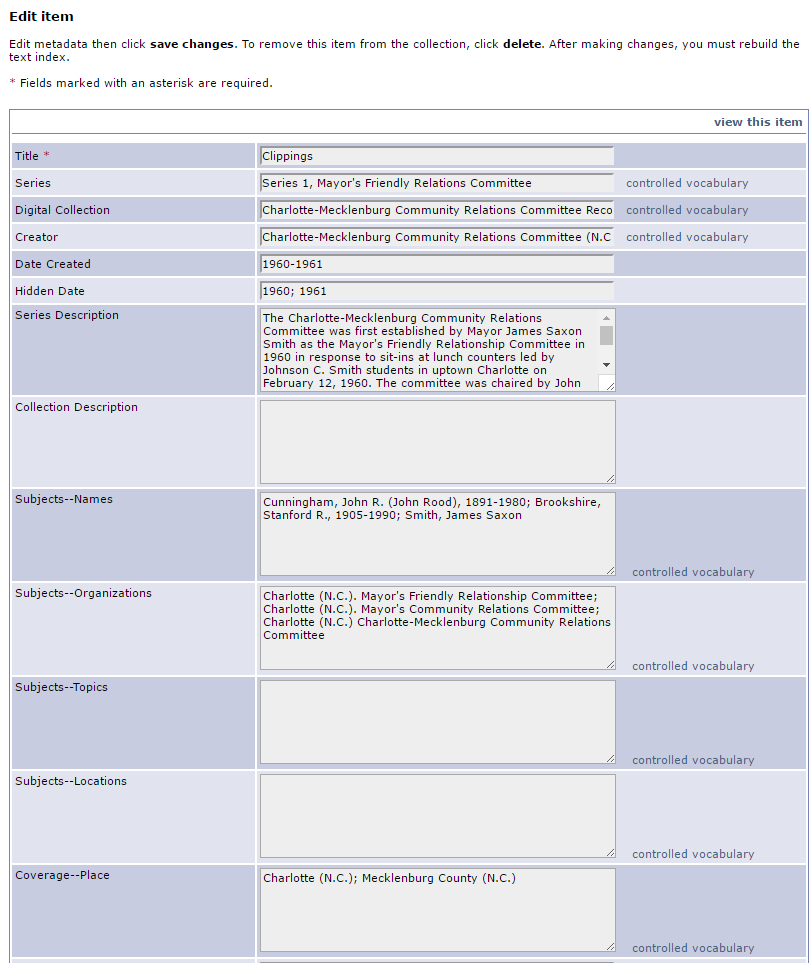 Edit item
Edit metadata then click save changes. To remove this item from the collection, click delete. After making changes, you must rebuild the
text index.
* Fields marked with an asterisk are required.
view this item
Title *
Clippings
Series
Series 1, Mayor's Friendly Relations Committee
controlled vocabulary
Digital Collection
Charlotte-Mecklenburg Community Relations Committee Reco
controlled vocabulary
Creator
Charlotte-Mecklenburg Community Relations Committee (N.C
controlled vocabulary
Date Created
1960-1961
Hidden Date
1960; 1961
Series Description
The Charlotte-Mecklenburg Community Relations
Committee was first established by Mayor James Saxon
Smith as the Mayor's Friendly Relationship Committee in
1960 in response to sit-ins at lunch counters led by
Johnson C. Smith students in uptown Charlotte on
February 12, 1960. The committee was chaired by John
Collection Description
Subjects--Names
Cunningham, John R. (John Rood), 1891-1980; Brookshire,
Stanford R., 1905-1990; Smith, James Saxon
controlled vocabulary
Subjects--Organizations
Charlotte (N.C.). Mayor's Friendly Relationship Committee;
Charlotte (N.C.). Mayor's Community Relations Committee;
Charlotte (N.C.) Charlotte-Mecklenburg Community Relations
Committee
controlled vocabulary
Subjects--Topics
controlled vocabulary
Subjects--Locations
controlled vocabulary
Coverage--Place
Charlotte (N.C.); Mecklenburg County (N.C.)
controlled vocabulary